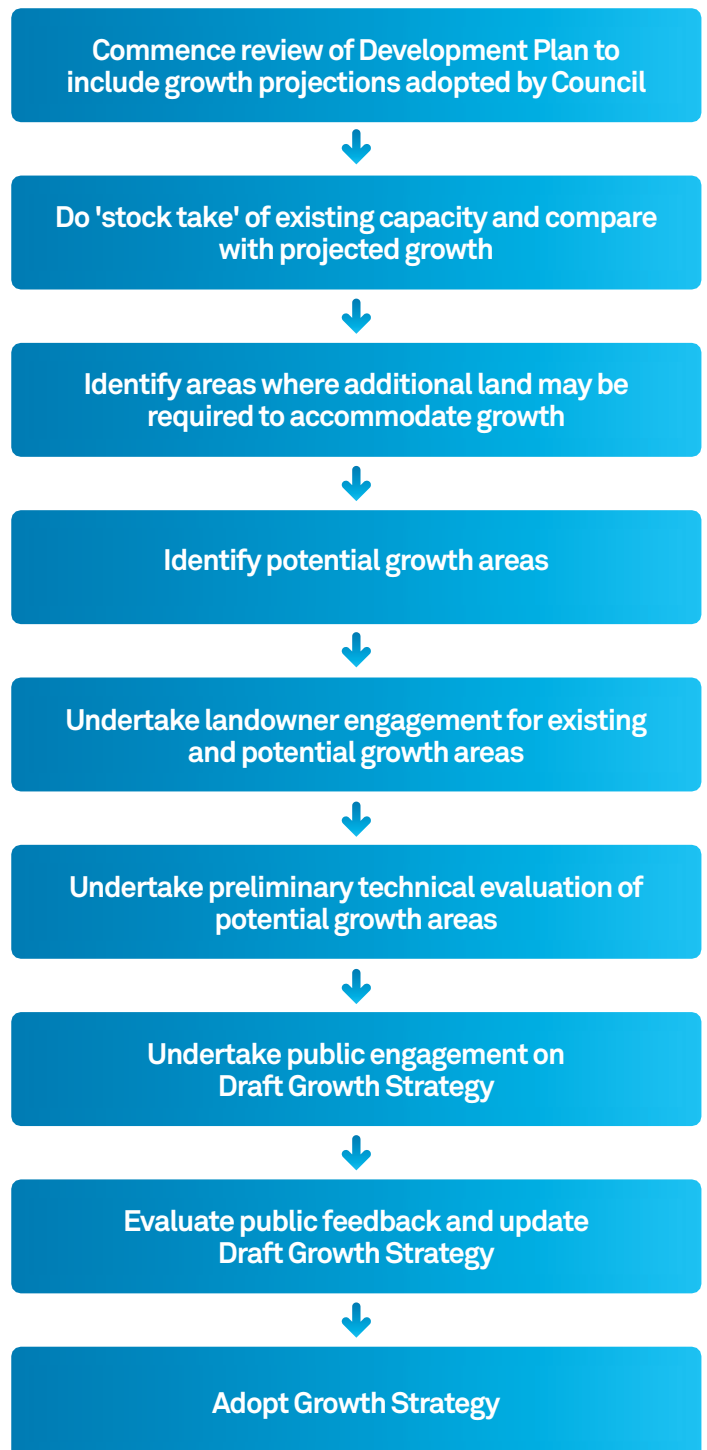 Commence review of Development Plan to
include growth projections adopted by Council
Do 'stock take' of existing capacity and compare
with projected growth
Identify areas where additional land may be
required to accommodate growth
Identify potential growth areas
Undertake landowner engagement for existing
and potential growth areas
Undertake preliminary technical evaluation of
potential growth areas
Undertake public engagement on
Draft Growth Strategy
Evaluate public feedback and update
Draft Growth Strategy
Adopt Growth Strategy